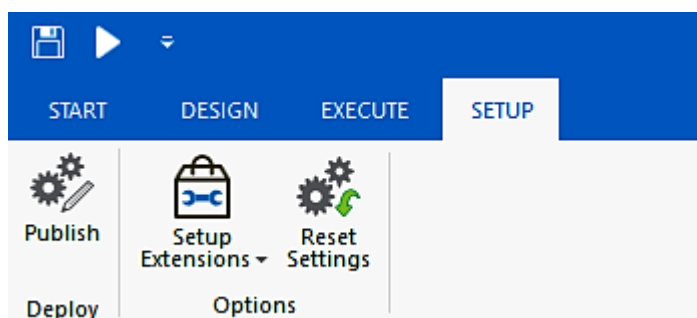 START DESIGN EXECUTE SETUP
Publish
Setup
Extensions
Reset
Settings
Deploy
Options